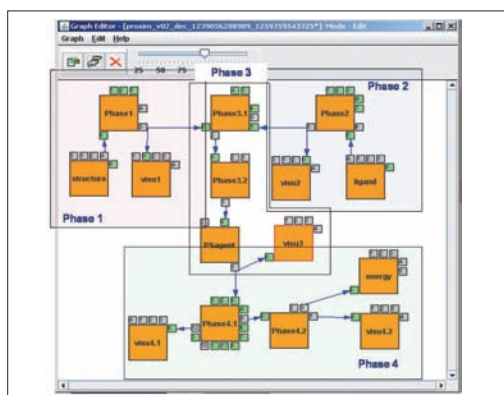 Graph Editor - [proxim_v02_dec_1239056288909_1259759543725*] Mode - Edit
Graph Edit Help
25 50 75
Phase 3
Phase 2
Phase1
Phase3.1
Phase2
structure
visu1
Phase3.2
visu2
ligand
Phase 1
PSagent
visu3
energy
Phase4.1
Phase4.2
visu4.1
visu4.2
Phase 4